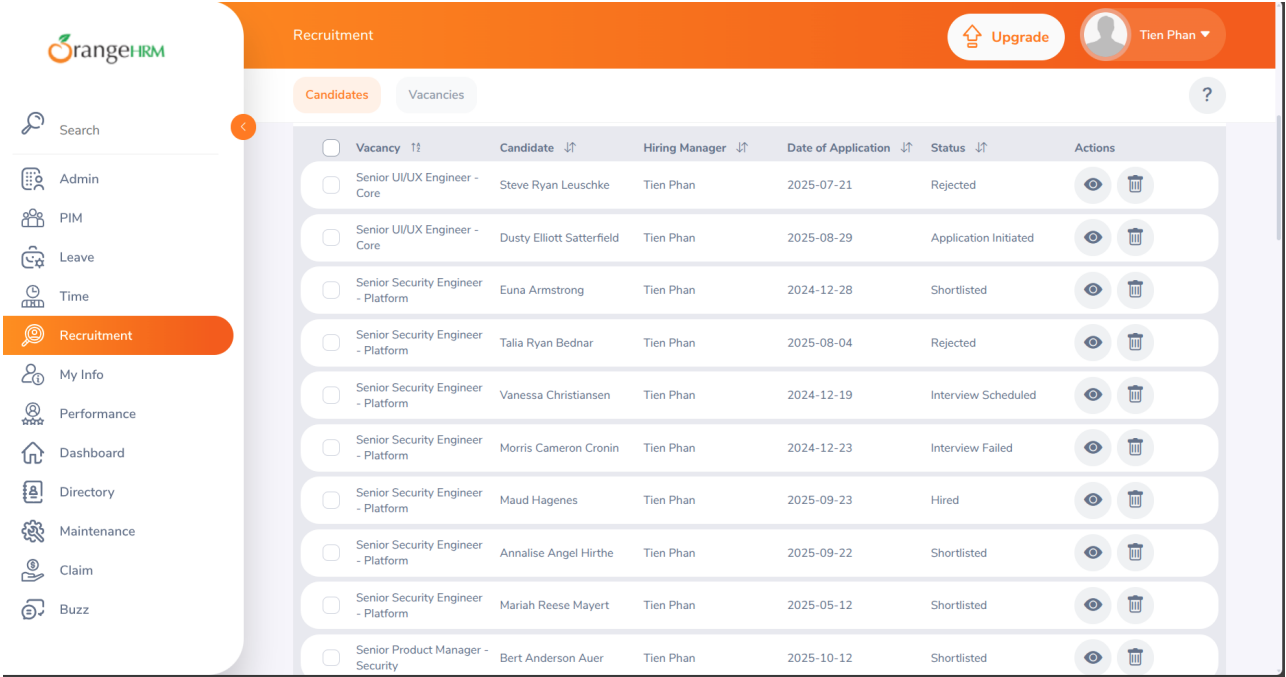 OrangeHRM
Search
Admin
PIM
Leave
Time
Recruitment
My Info
Performance
Dashboard
Directory
Maintenance
Claim
Buzz
Recruitment
Upgrade
Tien Phan
Candidates Vacancies ?
Vacancy Candidate Hiring Manager Date of Application Status Actions
Senior UI/UX Engineer -
Core
Steve Ryan Leuschke Tien Phan 2025-07-21 Rejected
Senior UI/UX Engineer -
Core
Dusty Elliott Satterfield Tien Phan 2025-08-29 Application Initiated
Senior Security Engineer
- Platform
Euna Armstrong Tien Phan 2024-12-28 Shortlisted
Senior Security Engineer
- Platform
Talia Ryan Bednar Tien Phan 2025-08-04 Rejected
Senior Security Engineer
- Platform
Vanessa Christiansen Tien Phan 2024-12-19 Interview Scheduled
Senior Security Engineer
- Platform
Morris Cameron Cronin Tien Phan 2024-12-23 Interview Failed
Senior Security Engineer
- Platform
Maud Hagenes Tien Phan 2025-09-23 Hired
Senior Security Engineer
- Platform
Annalise Angel Hirthe Tien Phan 2025-09-22 Shortlisted
Senior Security Engineer
- Platform
Mariah Reese Mayert Tien Phan 2025-05-12 Shortlisted
Senior Product Manager -
Security
Bert Anderson Auer Tien Phan 2025-10-12 Shortlisted